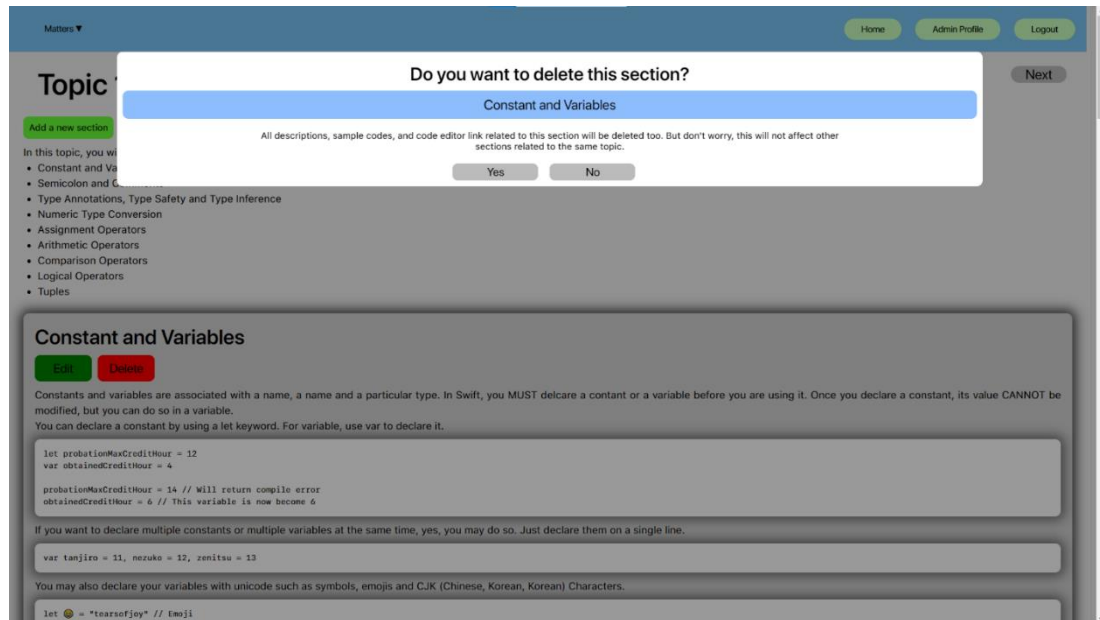 Matters ▼
Home
Admin Profile
Logout
Topic
Next
Do you want to delete this section?
Constant and Variables
All descriptions, sample codes, and code editor link related to this section will be deleted too. But don't worry, this will not affect other
sections related to the same topic.
Yes
No
Add a new section
In this topic, you
• Constant and
• Semicolon and
• Type Annotations, Type Safety and Type Inference
• Numeric Type Conversion
• Assignment Operators
• Arithmetic Operators
• Comparison Operators
• Logical Operators
• Tuples
Constant and Variables
Edit
Delete
Constants and variables are associated with a name, a name and a particular type. In Swift, you MUST delcare a contant or a variable before you are using it. Once you declare a constant, its value CANNOT be
modified, but you can do so in a variable.
You can declare a constant by using a let keyword. For variable, use var to declare it.
let probationMaxCreditHour = 12
var obtainedCreditHour = 4
probationMaxCreditHour = 14 // Will return compile error
obtainedCreditHour = 6 // This variable is now become 6
If you want to declare multiple constants or multiple variables at the same time, yes, you may do so. Just declare them on a single line.
var tanjiro = 11, nezuko = 12, zenitsu = 13
You may also declare your variables with unicode such as symbols, emojis and CJK (Chinese, Korean, Korean) Characters.
let 😂 = "tearsofjoy" // Emoji